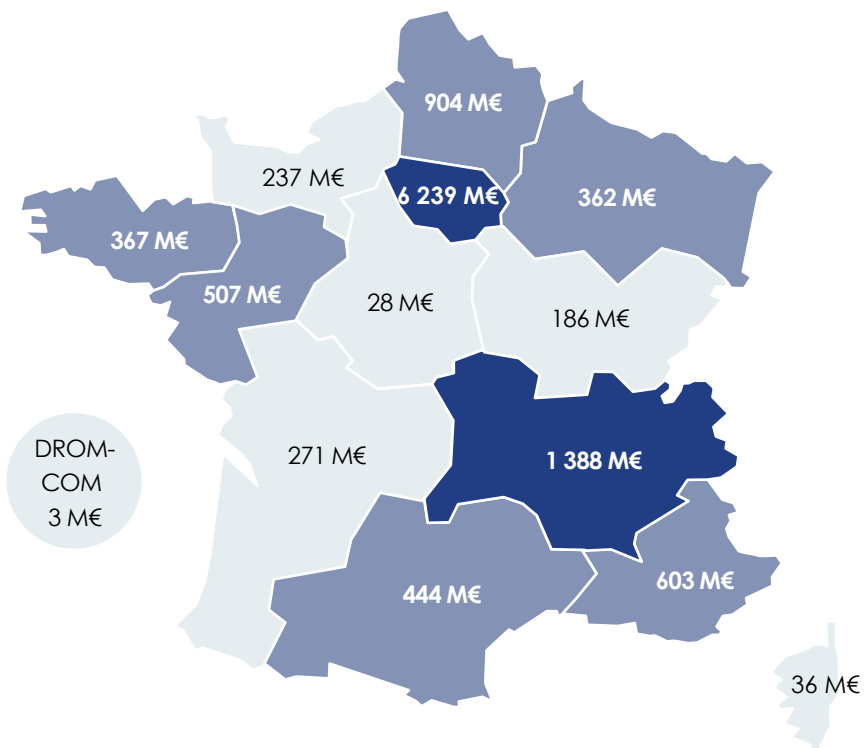 904 M€
237 M€
6 239 M€
362 M€
367 M€
507 M€
28 M€
186 M€
271 M€
1 388 M€
DROM-
COM
3 M€
444 M€
603 M€
36 M€